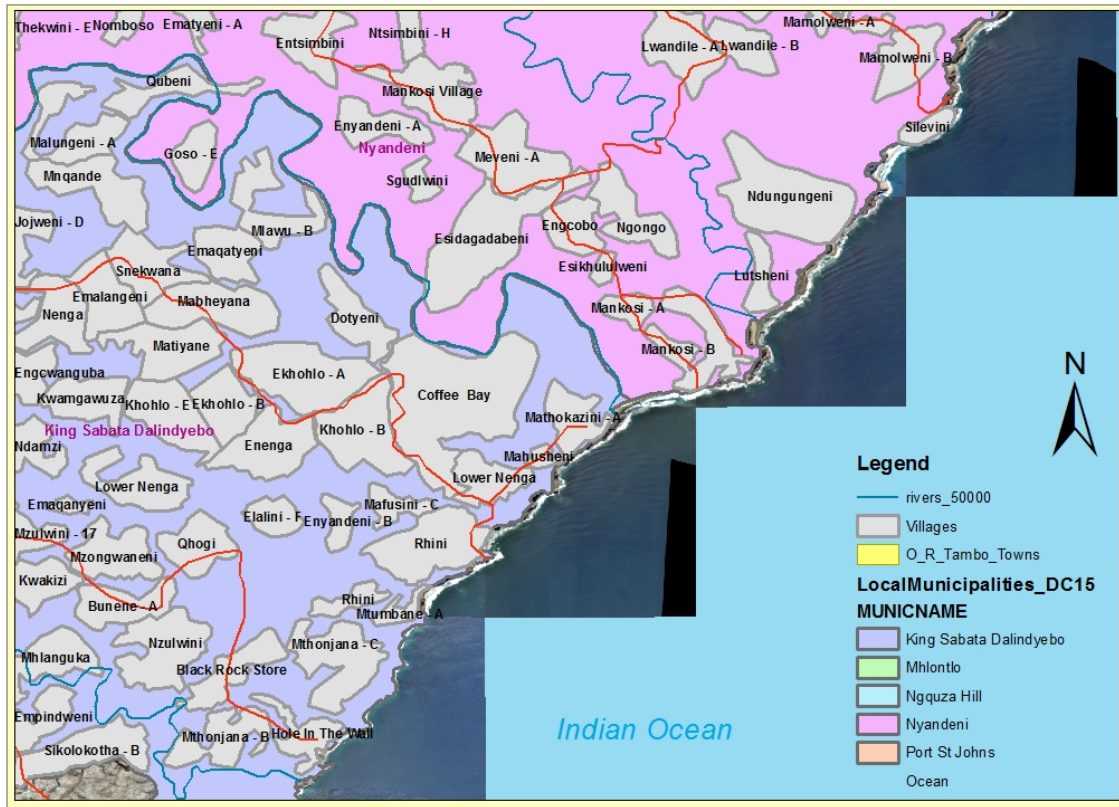 Thekwini - E
Nomboso
Ematyeni - A
Entsimbini
Ntsimbini - H
Lwandile - A
Lwandile - B
Mamolweni - A
Mamolweni - B
Qubeni
Mankosi Village
Silevini
Malungeni - A
Enyandeni - A
Nyandeni
Goso - E
Meveni - A
Mnqande
Sgudlwini
Ndungungeni
Jojweni - D
Mlawu - B
Engcobo
Ngongo
Esidagadabeni
Emaqatyeni
Snekwana
Esikhululweni
Lutsheni
Emalangeni
Mabheyana
Nenga
Mankosi - A
Dotyeni
Matiyane
Mankosi - B
Engcwanguba
Ekhohlo - A
Kwamgawuza
Khohlo - E
Ekhohlo - B
Coffee Bay
Mathokazini - A
King Sabata Dalindyebo
Khohlo - B
Ndamzi
Enenga
Mahusheni
Lower Nenga
Lower Nenga
Emaqanyeni
Elalini - F
Enyandeni - B
Mafusini - C
Mzulwini - 17
Qhogi
Rhini
Mzongwaneni
Kwakizi
Bunene - A
Rhini
Mtumbane - A
Nzulwini
Mthonjana - C
Mhlanguka
Black Rock Store
Empindweni
Mthonjana - B
Hole In The Wall
Sikolokotha - B
Indian Ocean
N
Legend
rivers_50000
Villages
O_R_Tambo_Towns
LocalMunicipalities_DC15
MUNICNAME
King Sabata Dalindyebo
Mhlontlo
Ngquza Hill
Nyandeni
Port St Johns
Ocean